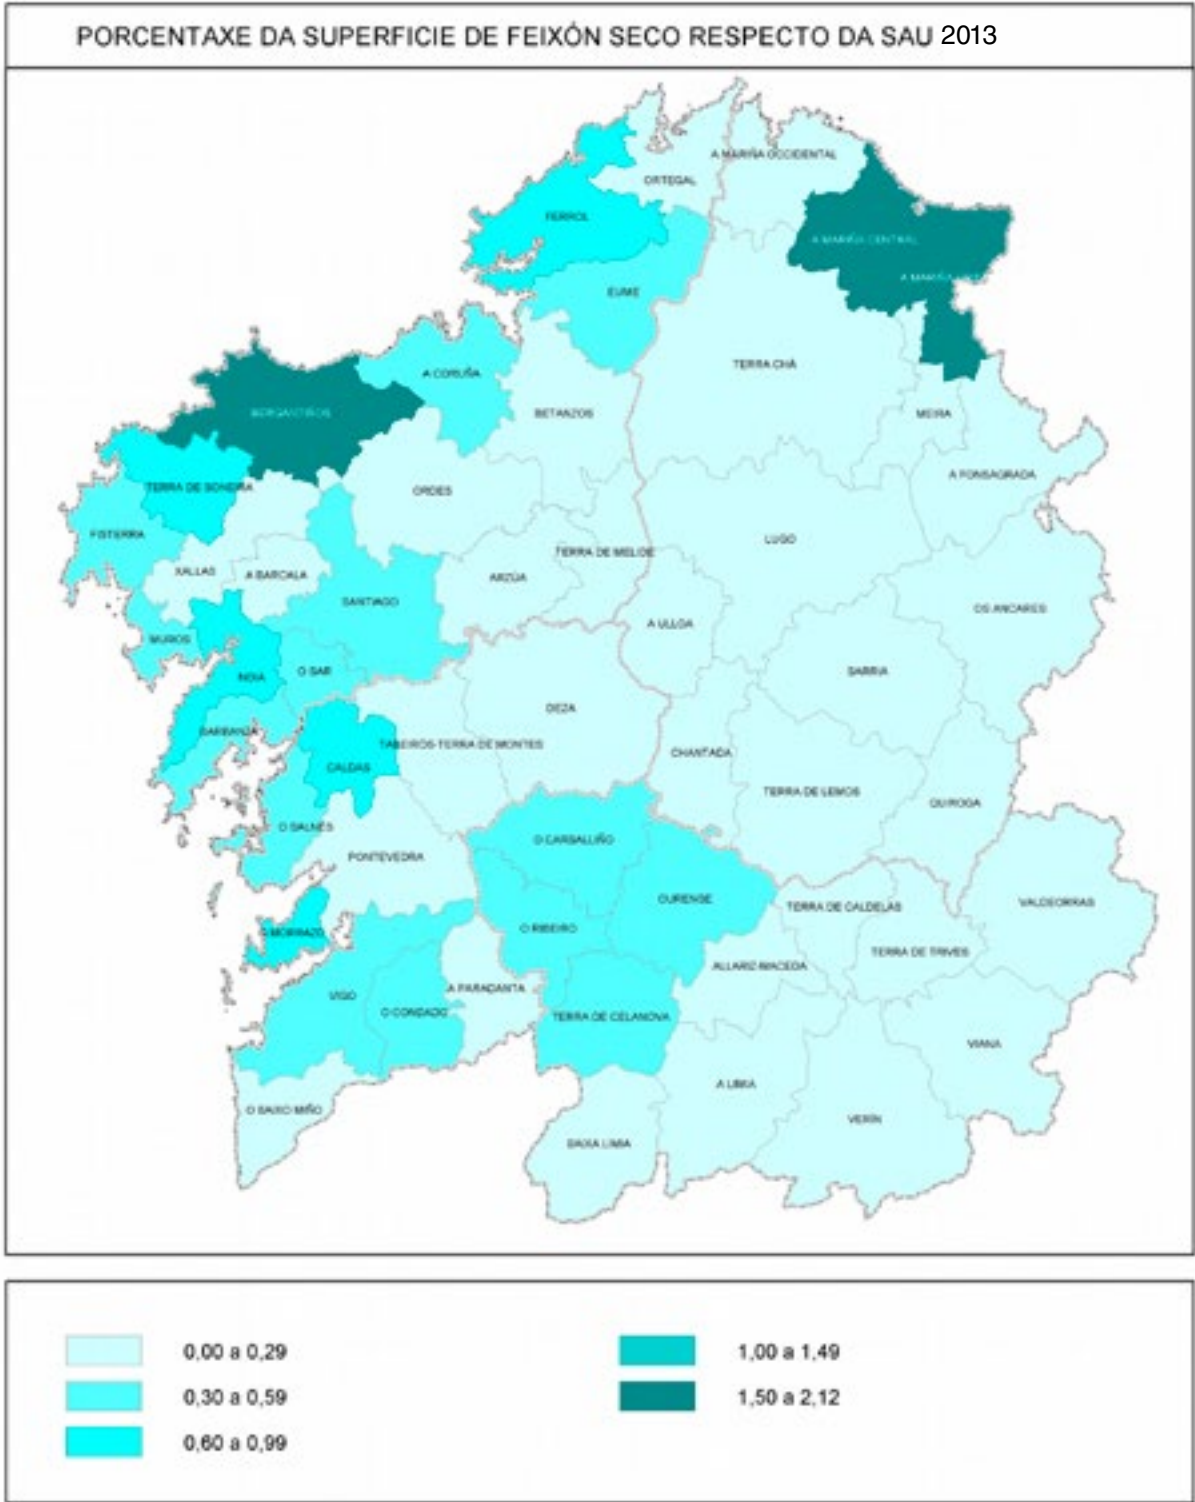 PORCENTAXE DA SUPERFICIE DE FEIXÓN SECO RESPECTO DA SAU 2013
A MARIÑA OCCIDENTAL
ORTEGAL
FERROL
A MARIÑA CENTRAL
A MARIÑA
EUME
TERRA CHÁ
A CORUÑA
BERGANTIÑOS
BETANZOS
MEIRA
A FONSAGRADA
TERRA DE SONEIRA
ORDES
FISTERRA
LUGO
TERRA DE MELIDE
XALLAS
A BARCALA
ARZÚA
SANTIAGO
OS ANCARES
A ULLOA
MUROS
O SAR
SARRIA
NOIA
DEZA
BARBANZA
TABEIRÓS-TERRA DE MONTES
CHANTADA
CALDAS
TERRA DE LEMOS
QUIROGA
O SALNÉS
O CARBALLIÑO
PONTEVEDRA
OURENSE
VALDEORRAS
TERRA DE CALDELAS
O MORRAZO
O RIBEIRO
TERRA DE TRIVES
ALLARIZ-MACEDA
A PARADANTA
VIGO
O CONDADO
TERRA DE CELANOVA
VIANA
A LIMIA
O BAIXO MIÑO
VERÍN
BAIXA LIMIA
0,00 a 0,29
1,00 a 1,49
0,30 a 0,59
1,50 a 2,12
0,60 a 0,99